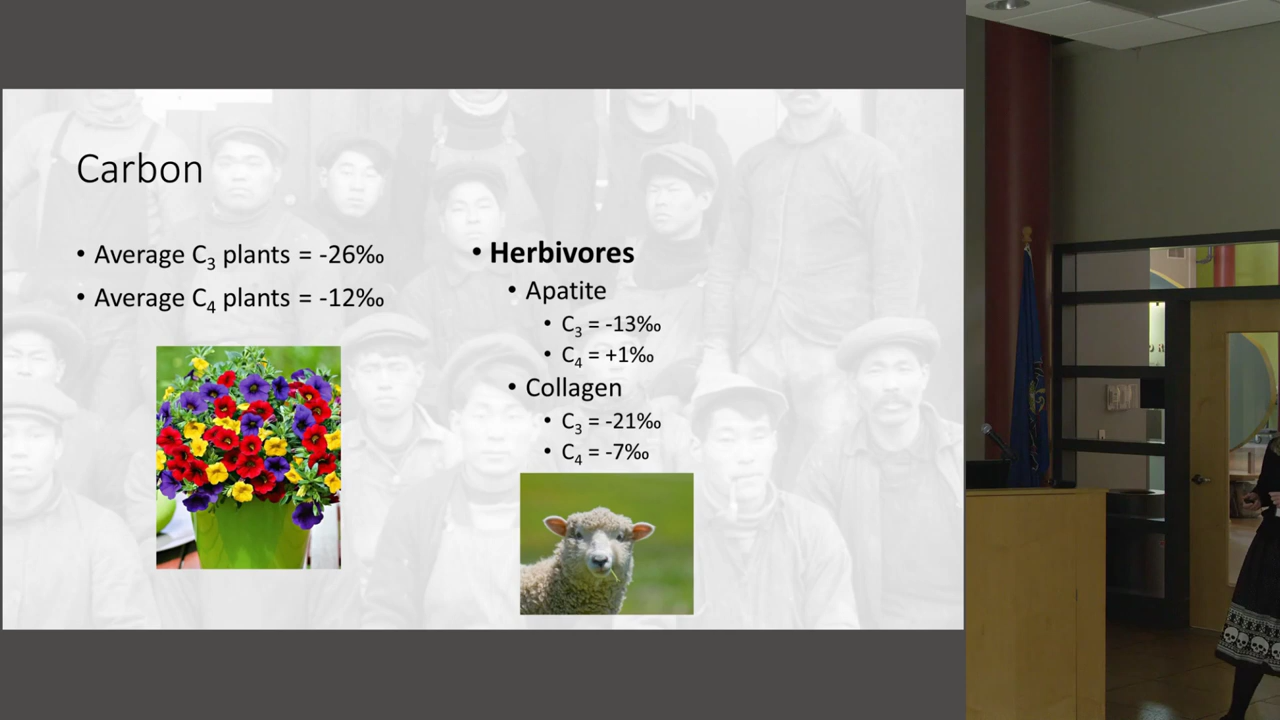 Carbon
• Average C₃ plants = -26‰
• Average C₄ plants = -12‰
• Herbivores
• Apatite
• C₃ = -13‰
• C₄ = +1‰
• Collagen
• C₃ = -21‰
• C₄ = -7‰